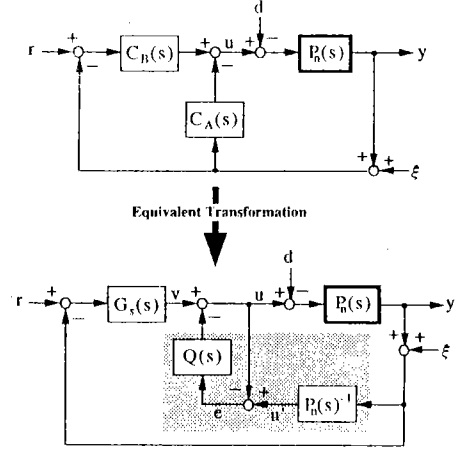 d
r + − C_B(s) + − u + − P_n(s) y
C_A(s)
+ + ξ
Equivalent Transformation
d
r + − G_s(s) v + − u + − P_n(s) y
+ + ξ
Q(s)
− + P_n(s)^{-1}
e u'